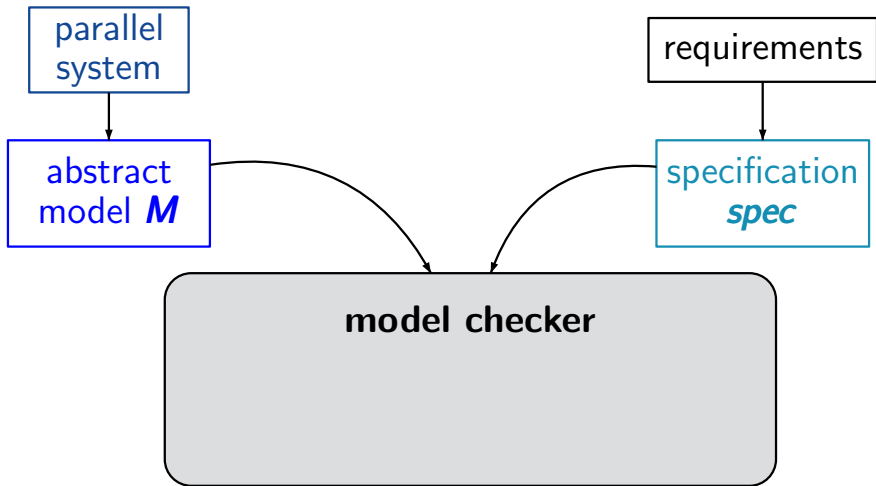 parallel
system
requirements
abstract
model M
specification
spec
model checker